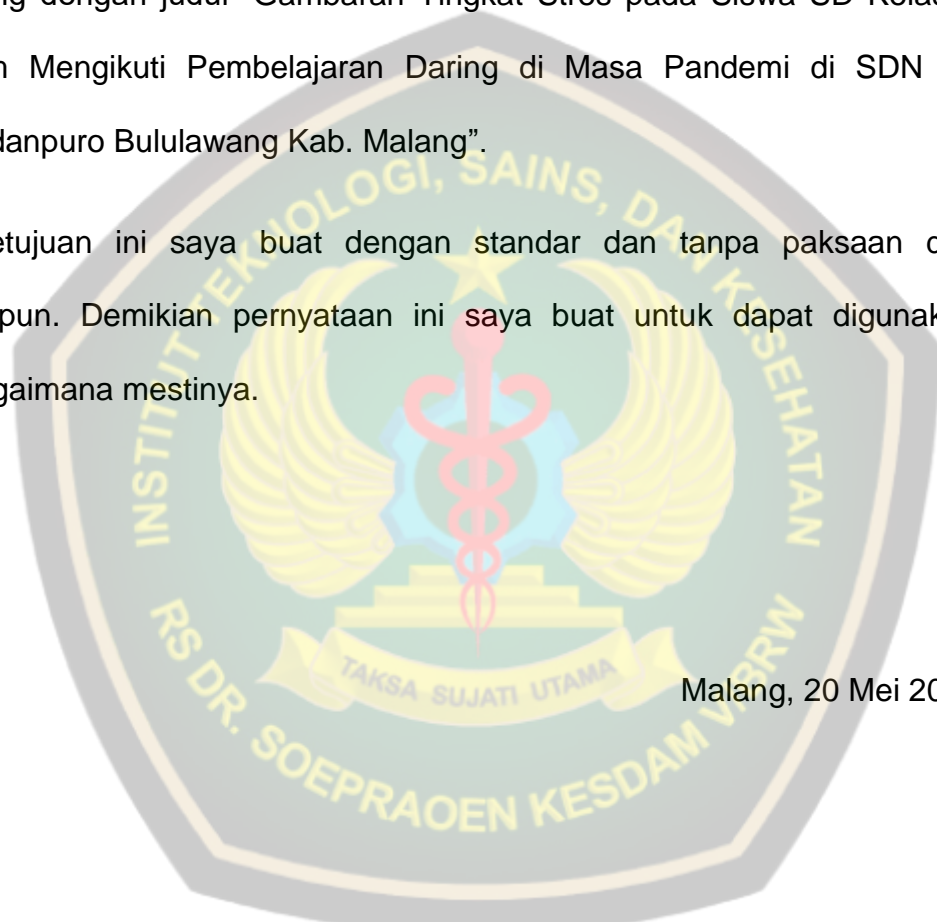 ng dengan judul “Gambaran Tingkat Stres pada Siswa SD Kelas
n Mengikuti Pembelajaran Daring di Masa Pandemi di SDN
danpuro Bululawang Kab. Malang”.
etujuan ini saya buat dengan standar dan tanpa paksaan
pun. Demikian pernyataan ini saya buat untuk dapat digunak
gaimana mestinya.
Malang, 20 Mei 20
INSTITUT TEKNOLOGI, SAINS, DAN KESEHATAN
TAKSA SUJATI UTAMA
RS DR. SOEPRAOEN KESDAM V/BRW